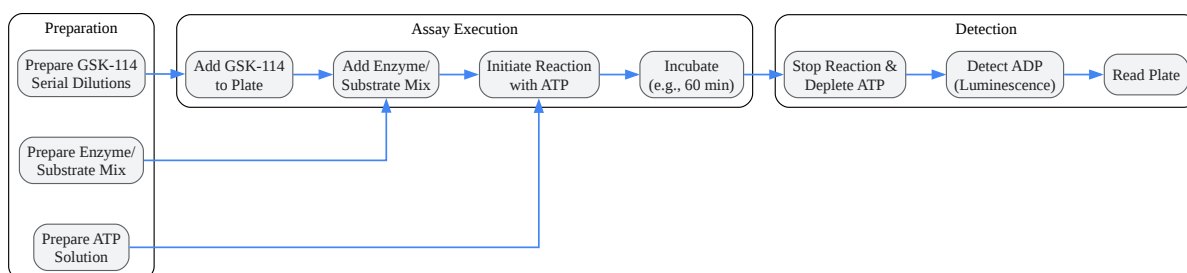 Preparation
Prepare GSK-114
Serial Dilutions
Prepare Enzyme/
Substrate Mix
Prepare ATP
Solution
Assay Execution
Add GSK-114
to Plate
Add Enzyme/
Substrate Mix
Initiate Reaction
with ATP
Incubate
(e.g., 60 min)
Detection
Stop Reaction &
Deplete ATP
Detect ADP
(Luminescence)
Read Plate